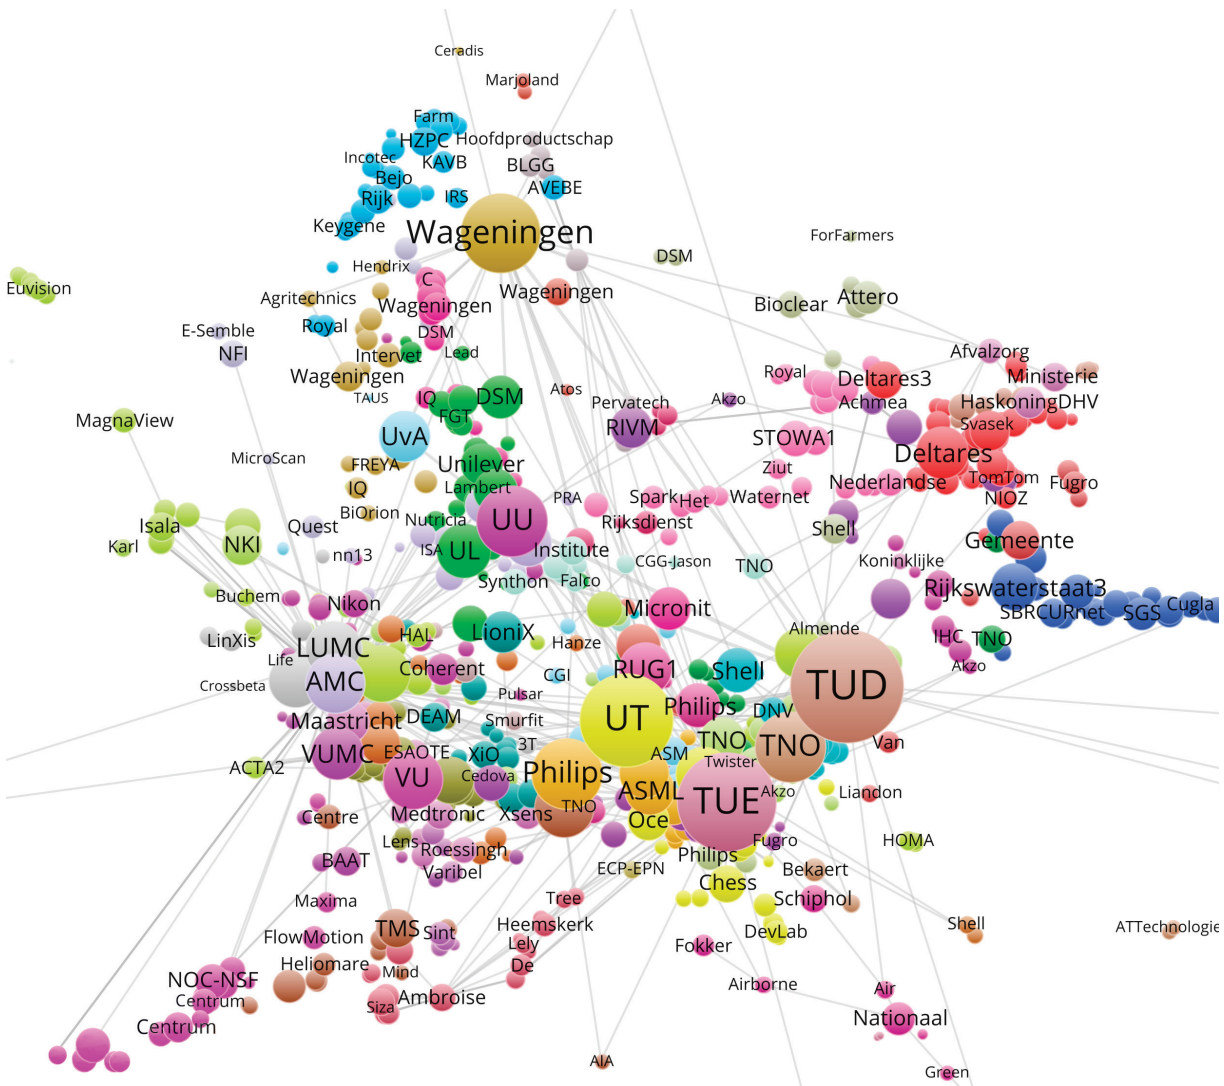 Ceradis
Marjoland
Farm
HZPC
Hoofdproductschap
Incotec
KAVB
BLGG
Bejo
AVEBE
Rijk
IRS
Keygene
Wageningen
ForFarmers
DSM
Hendrix
Euvision
C
Wageningen
Agritechnics
Wageningen
Bioclear
Attero
E-Semble
Royal
DSM
NFI
Intervet
Lead
Afvalzorg
Wageningen
Royal
Deltares3
Ministerie
TAUS
IQ
DSM
Atos
Pervatech
Akzo
Achmea
HaskoningDHV
MagnaView
FGT
RIVM
Svasek
UvA
STOWA1
Deltares
MicroScan
FREYA
Unilever
Ziut
IQ
Lambert
PRA
Spark
Het
Waternet
Nederlandse
TomTom
NIOZ
Fugro
BiOrion
Nutricia
UU
Rijksdienst
Isala
Quest
Shell
Karl
NKI
nn13
ISA
UL
Institute
CGG-Jason
TNO
Koninklijke
Gemeente
Synthon
Falco
Rijkswaterstaat3
Buchem
Nikon
Micronit
SBRCURnet
SGS
Cugla
LinXis
HAL
LioniX
Hanze
Almende
IHC
TNO
LUMC
Life
Coherent
CGI
RUG1
Shell
Akzo
Crossbeta
AMC
Pulsar
TUD
Maastricht
DEAM
Smurfit
UT
Philips
DNV
VUMC
ESAOTE
XiO
3T
ASM
TNO
TNO
Van
ACTA2
VU
Cedova
Philips
Twister
ASML
TUE
Akzo
Liandon
Centre
Medtronic
Xsens
TNO
Oce
Lens
Roessingh
Fugro
HOMA
BAAT
Varibel
ECP-EPN
Philips
Bekaert
Chess
Maxima
Tree
Schiphol
FlowMotion
TMS
Sint
Heemskerk
DevLab
Shell
ATTechnologie
Lely
Fokker
Heliomare
Mind
De
NOC-NSF
Airborne
Air
Centrum
Siza
Ambroise
Centrum
Nationaal
AIA
Green